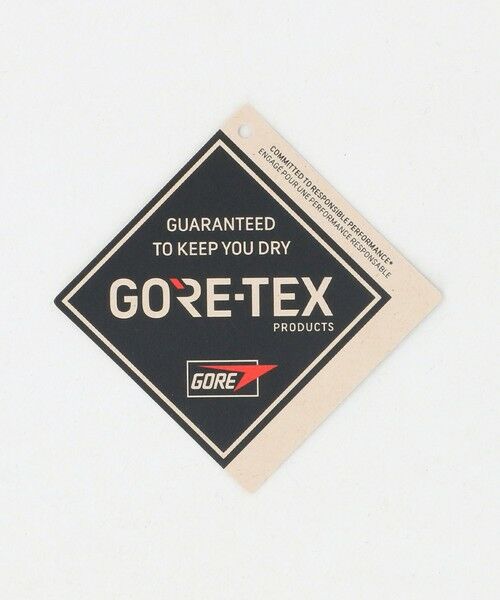 COMMITTED TO RESPONSIBLE PERFORMANCE*
ENGAGÉ POUR UNE PERFORMANCE RESPONSABLE
GUARANTEED
TO KEEP YOU DRY
GORE-TEX
PRODUCTS
GORE